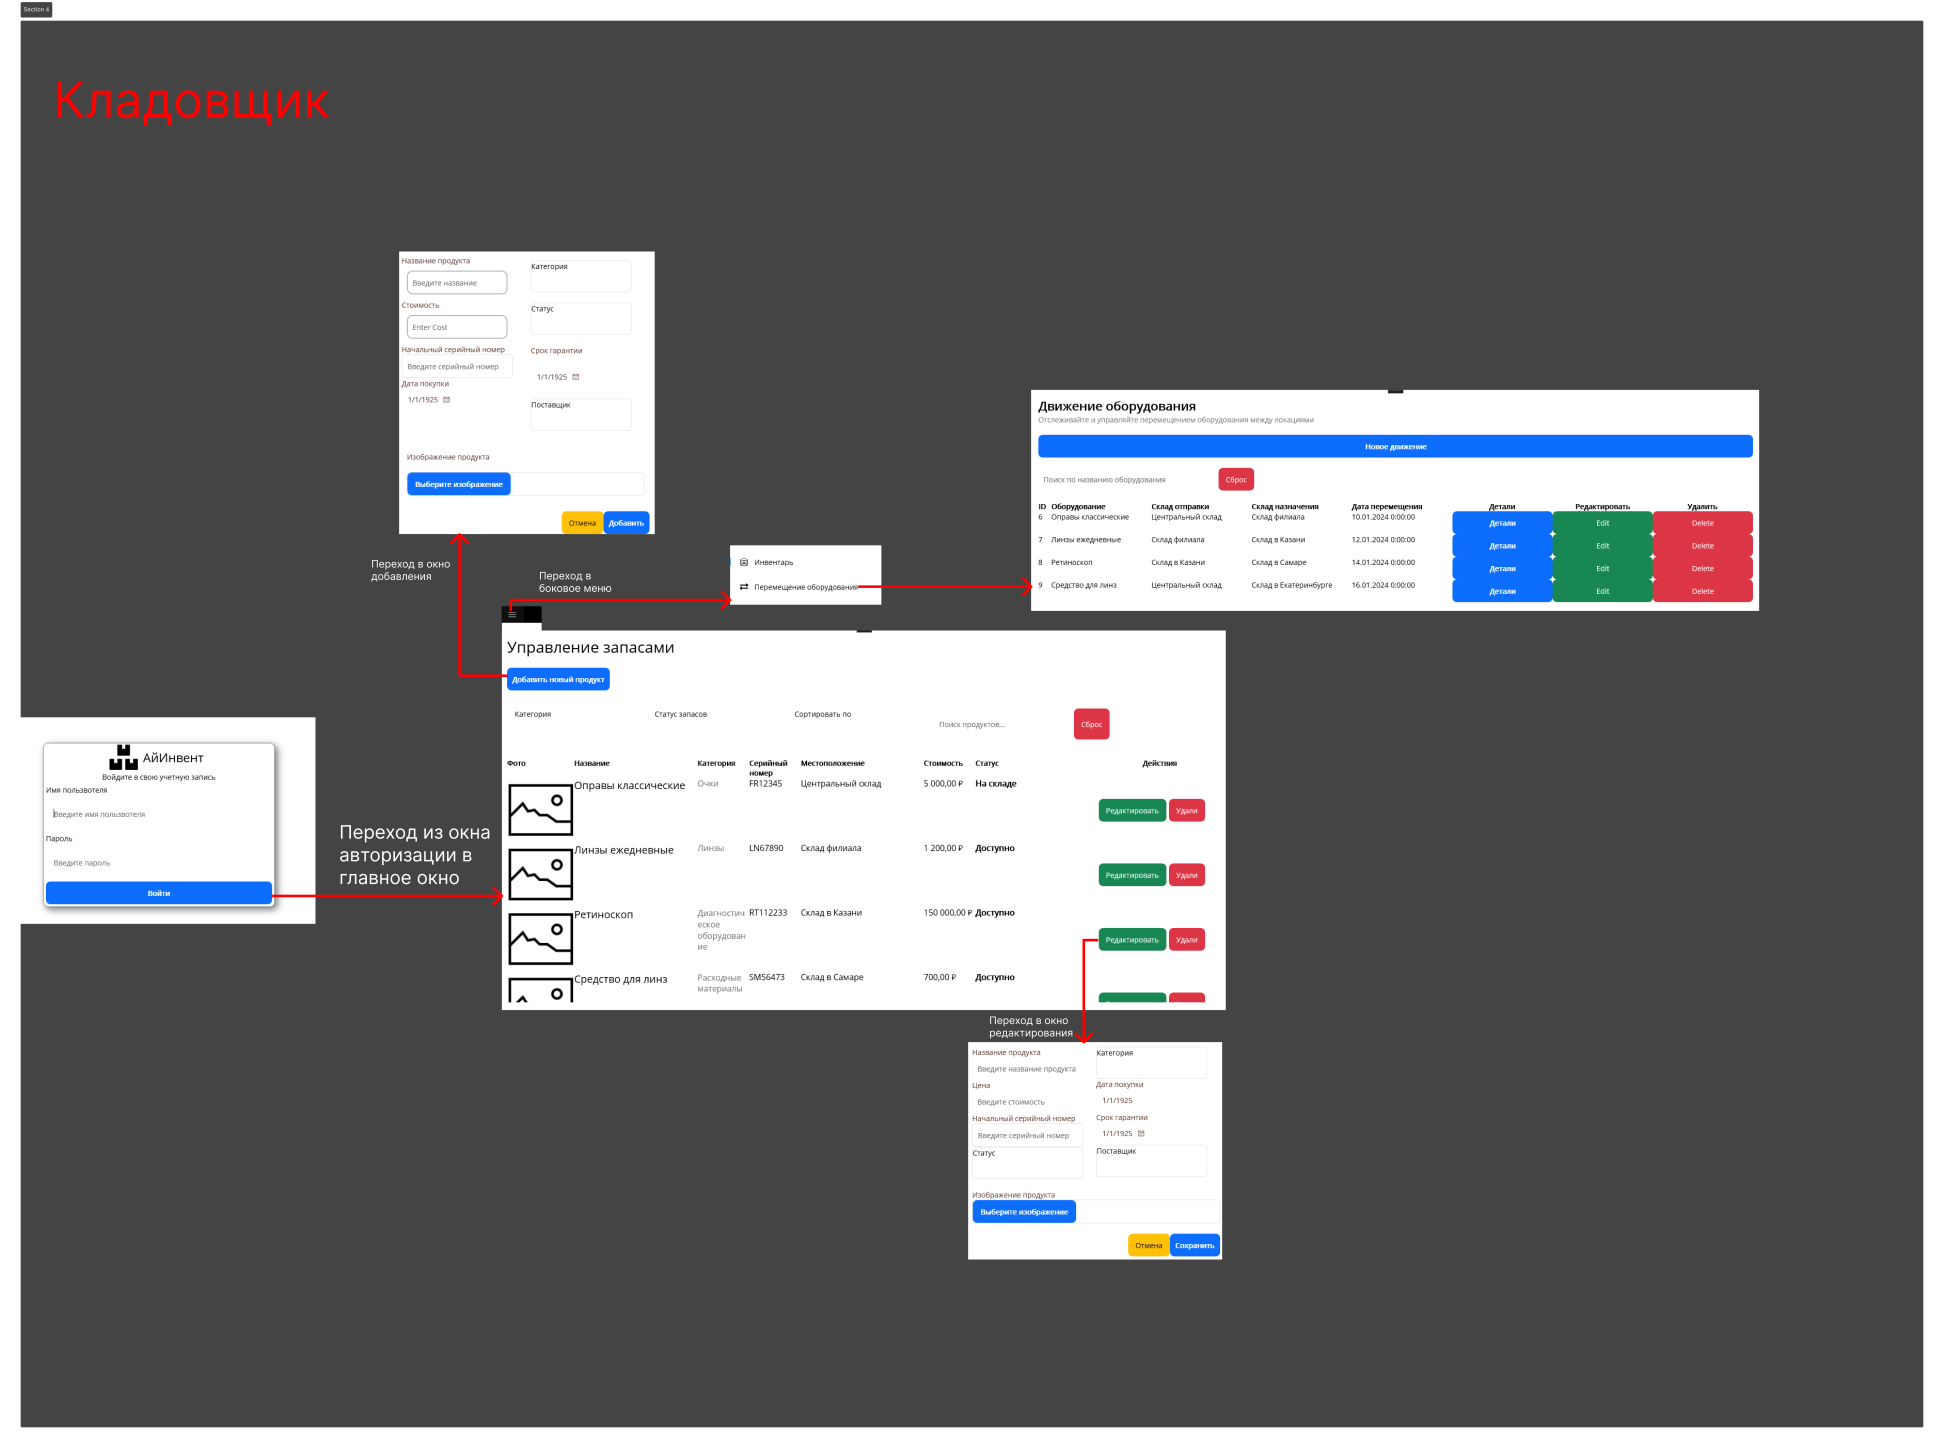 Section 4
Кладовщик
Название продукта
Введите название
Стоимость
Enter Cost
Начальный серийный номер
Введите серийный номер
Дата покупки
1/1/1925
Категория
Статус
Срок гарантии
1/1/1925
Поставщик
Изображение продукта
Выберите изображение
Отмена Добавить
Переход в окно
добавления
Переход в
боковое меню
Инвентарь
Перемещение оборудования
Движение оборудования
Отслеживайте и управляйте перемещением оборудования между локациями
Новое движение
Поиск по названию оборудования Сброс
ID Оборудование Склад отправки Склад назначения Дата перемещения Детали Редактировать Удалить
6 Оправы классические Центральный склад Склад филиала 10.01.2024 0:00:00 Детали Edit Delete
7 Линзы ежедневные Склад филиала Склад в Казани 12.01.2024 0:00:00 Детали Edit Delete
8 Ретиноскоп Склад в Казани Склад в Самаре 14.01.2024 0:00:00 Детали Edit Delete
9 Средство для линз Центральный склад Склад в Екатеринбурге 16.01.2024 0:00:00 Детали Edit Delete
АйИнвент
Войдите в свою учетную запись
Имя пользвотеля
Введите имя пользвотеля
Пароль
Введите пароль
Войти
Переход из окна
авторизации в
главное окно
Управление запасами
Добавить новый продукт
Категория Статус запасов Сортировать по Поиск продуктов... Сброс
Фото Название Категория Серийный Местоположение Стоимость Статус Действия
номер
Оправы классические Очки FR12345 Центральный склад 5 000,00 ₽ На складе
Редактировать Удали
Линзы ежедневные Линзы LN67890 Склад филиала 1 200,00 ₽ Доступно
Редактировать Удали
Ретиноскоп Диагностич RT112233 Склад в Казани 150 000,00 ₽ Доступно
еское
оборудован
ие
Редактировать Удали
Средство для линз Расходные SM56473 Склад в Самаре 700,00 ₽ Доступно
материалы
Переход в окно
редактирования
Название продукта
Введите название продукта
Цена
Введите стоимость
Начальный серийный номер
Введите серийный номер
Статус
Категория
Дата покупки
1/1/1925
Срок гарантии
1/1/1925
Поставщик
Изображение продукта
Выберите изображение
Отмена Сохранить